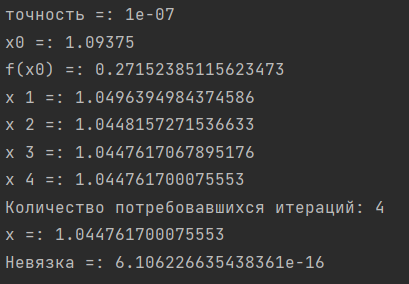 точность =: 1e-07
x0 =: 1.09375
f(x0) =: 0.27152385115623473
x 1 =: 1.0496394984374586
x 2 =: 1.0448157271536633
x 3 =: 1.0447617067895176
x 4 =: 1.044761700075553
Количество потребовавшихся итераций: 4
x =: 1.044761700075553
Невязка =: 6.106226635438361e-16